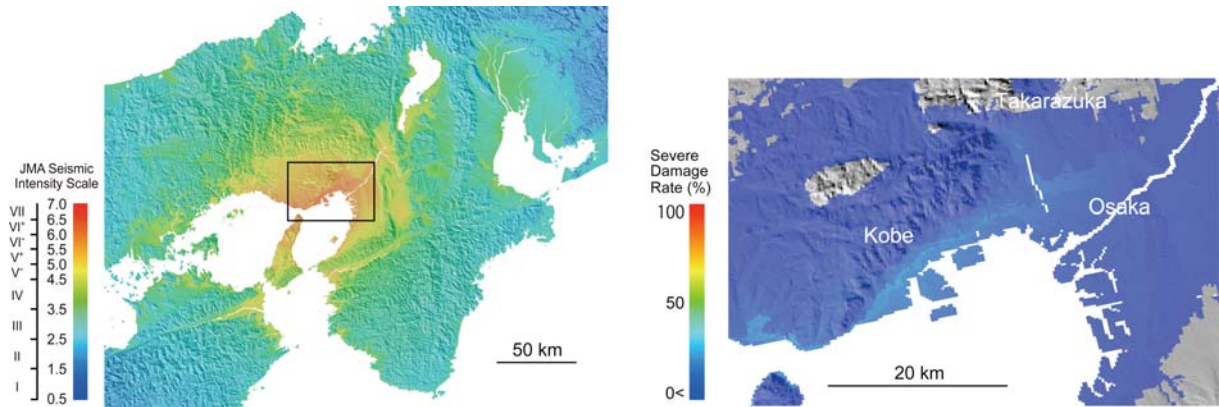 JMA Seismic
Intensity Scale
VII
VI⁺
VI⁻
V⁺
V⁻
IV
III
II
I
7.0
6.5
6.0
5.5
5.0
4.5
3.5
2.5
1.5
0.5
50 km
Severe
Damage
Rate (%)
100
50
0<
Takarazuka
Osaka
Kobe
20 km